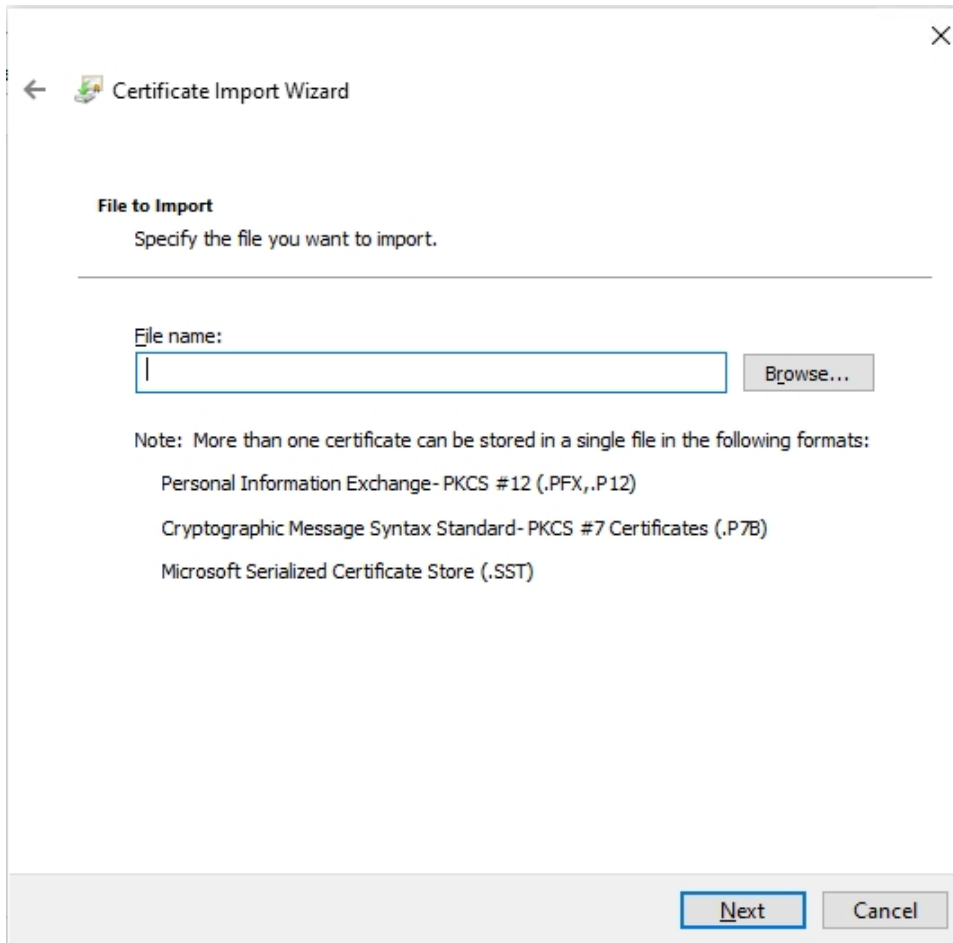 Certificate Import Wizard
File to Import
Specify the file you want to import.
File name:
Browse...
Note: More than one certificate can be stored in a single file in the following formats:
Personal Information Exchange- PKCS #12 (.PFX,.P12)
Cryptographic Message Syntax Standard- PKCS #7 Certificates (.P7B)
Microsoft Serialized Certificate Store (.SST)
Next Cancel